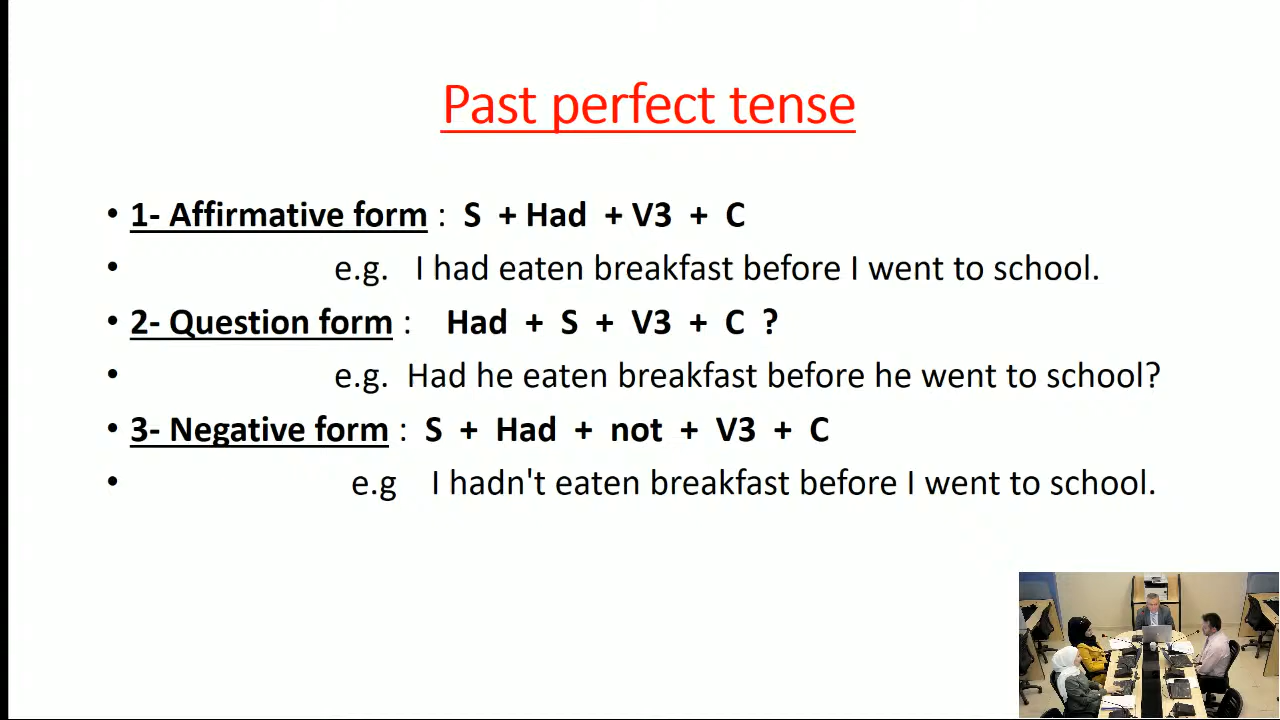 Past perfect tense
• 1- Affirmative form : S + Had + V3 + C
• e.g. I had eaten breakfast before I went to school.
• 2- Question form : Had + S + V3 + C ?
• e.g. Had he eaten breakfast before he went to school?
• 3- Negative form : S + Had + not + V3 + C
• e.g I hadn't eaten breakfast before I went to school.